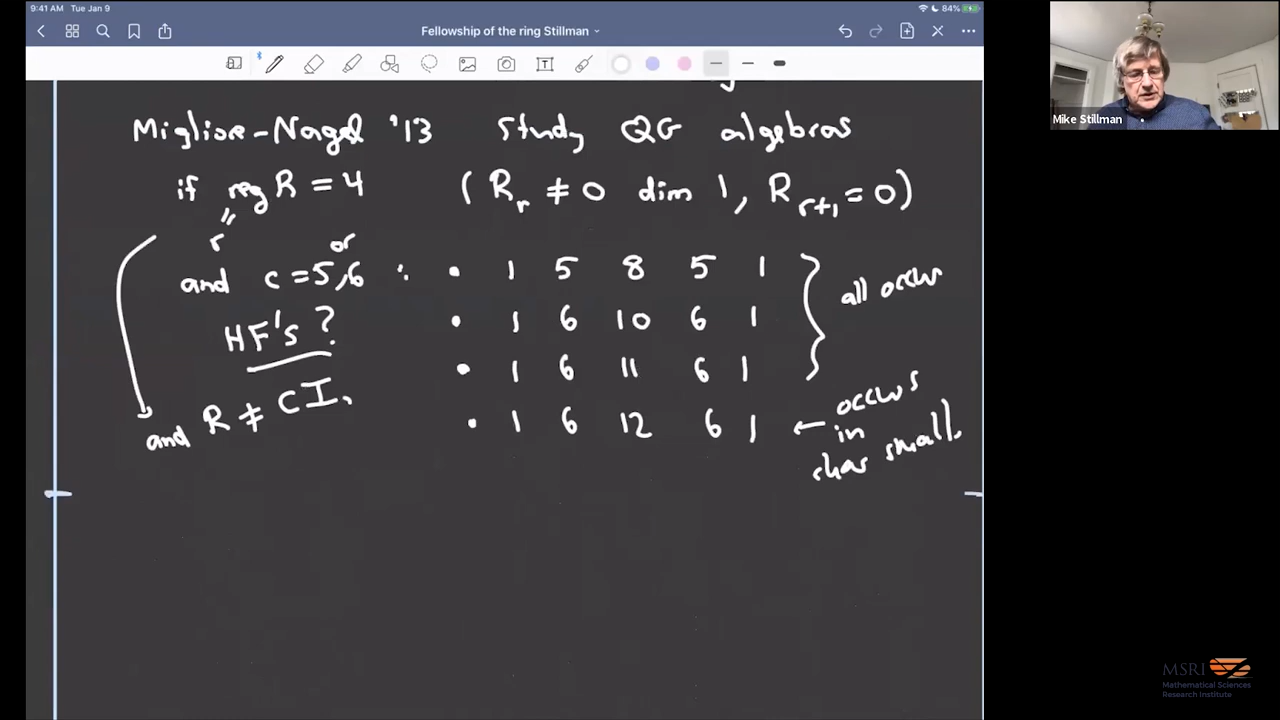 9:41 AM Tue Jan 9
84%
Fellowship of the ring Stillman
Migliore-Nagel '13 study QG algebras
if reg R = 4 ( R_r ≠ 0 dim 1, R_{r+1} = 0 )
"
r
or
and c = 5,6 : • 1 5 8 5 1
HF's ? • 1 6 10 6 1
• 1 6 11 6 1
} all occur
and R ≠ CI, • 1 6 12 6 1 ← occurs
in
char small.
Mike Stillman
MSRI
Mathematical Sciences
Research Institute